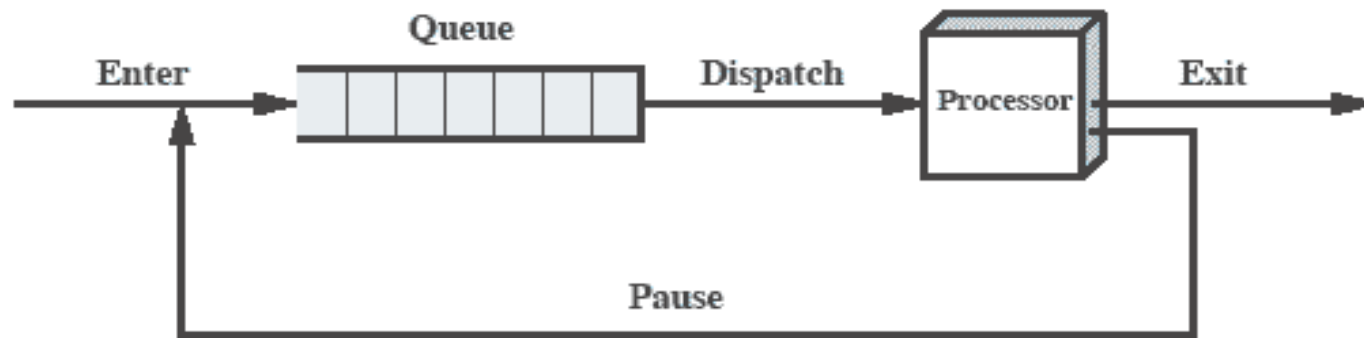 Queue
Enter
Dispatch
Processor
Exit
Pause